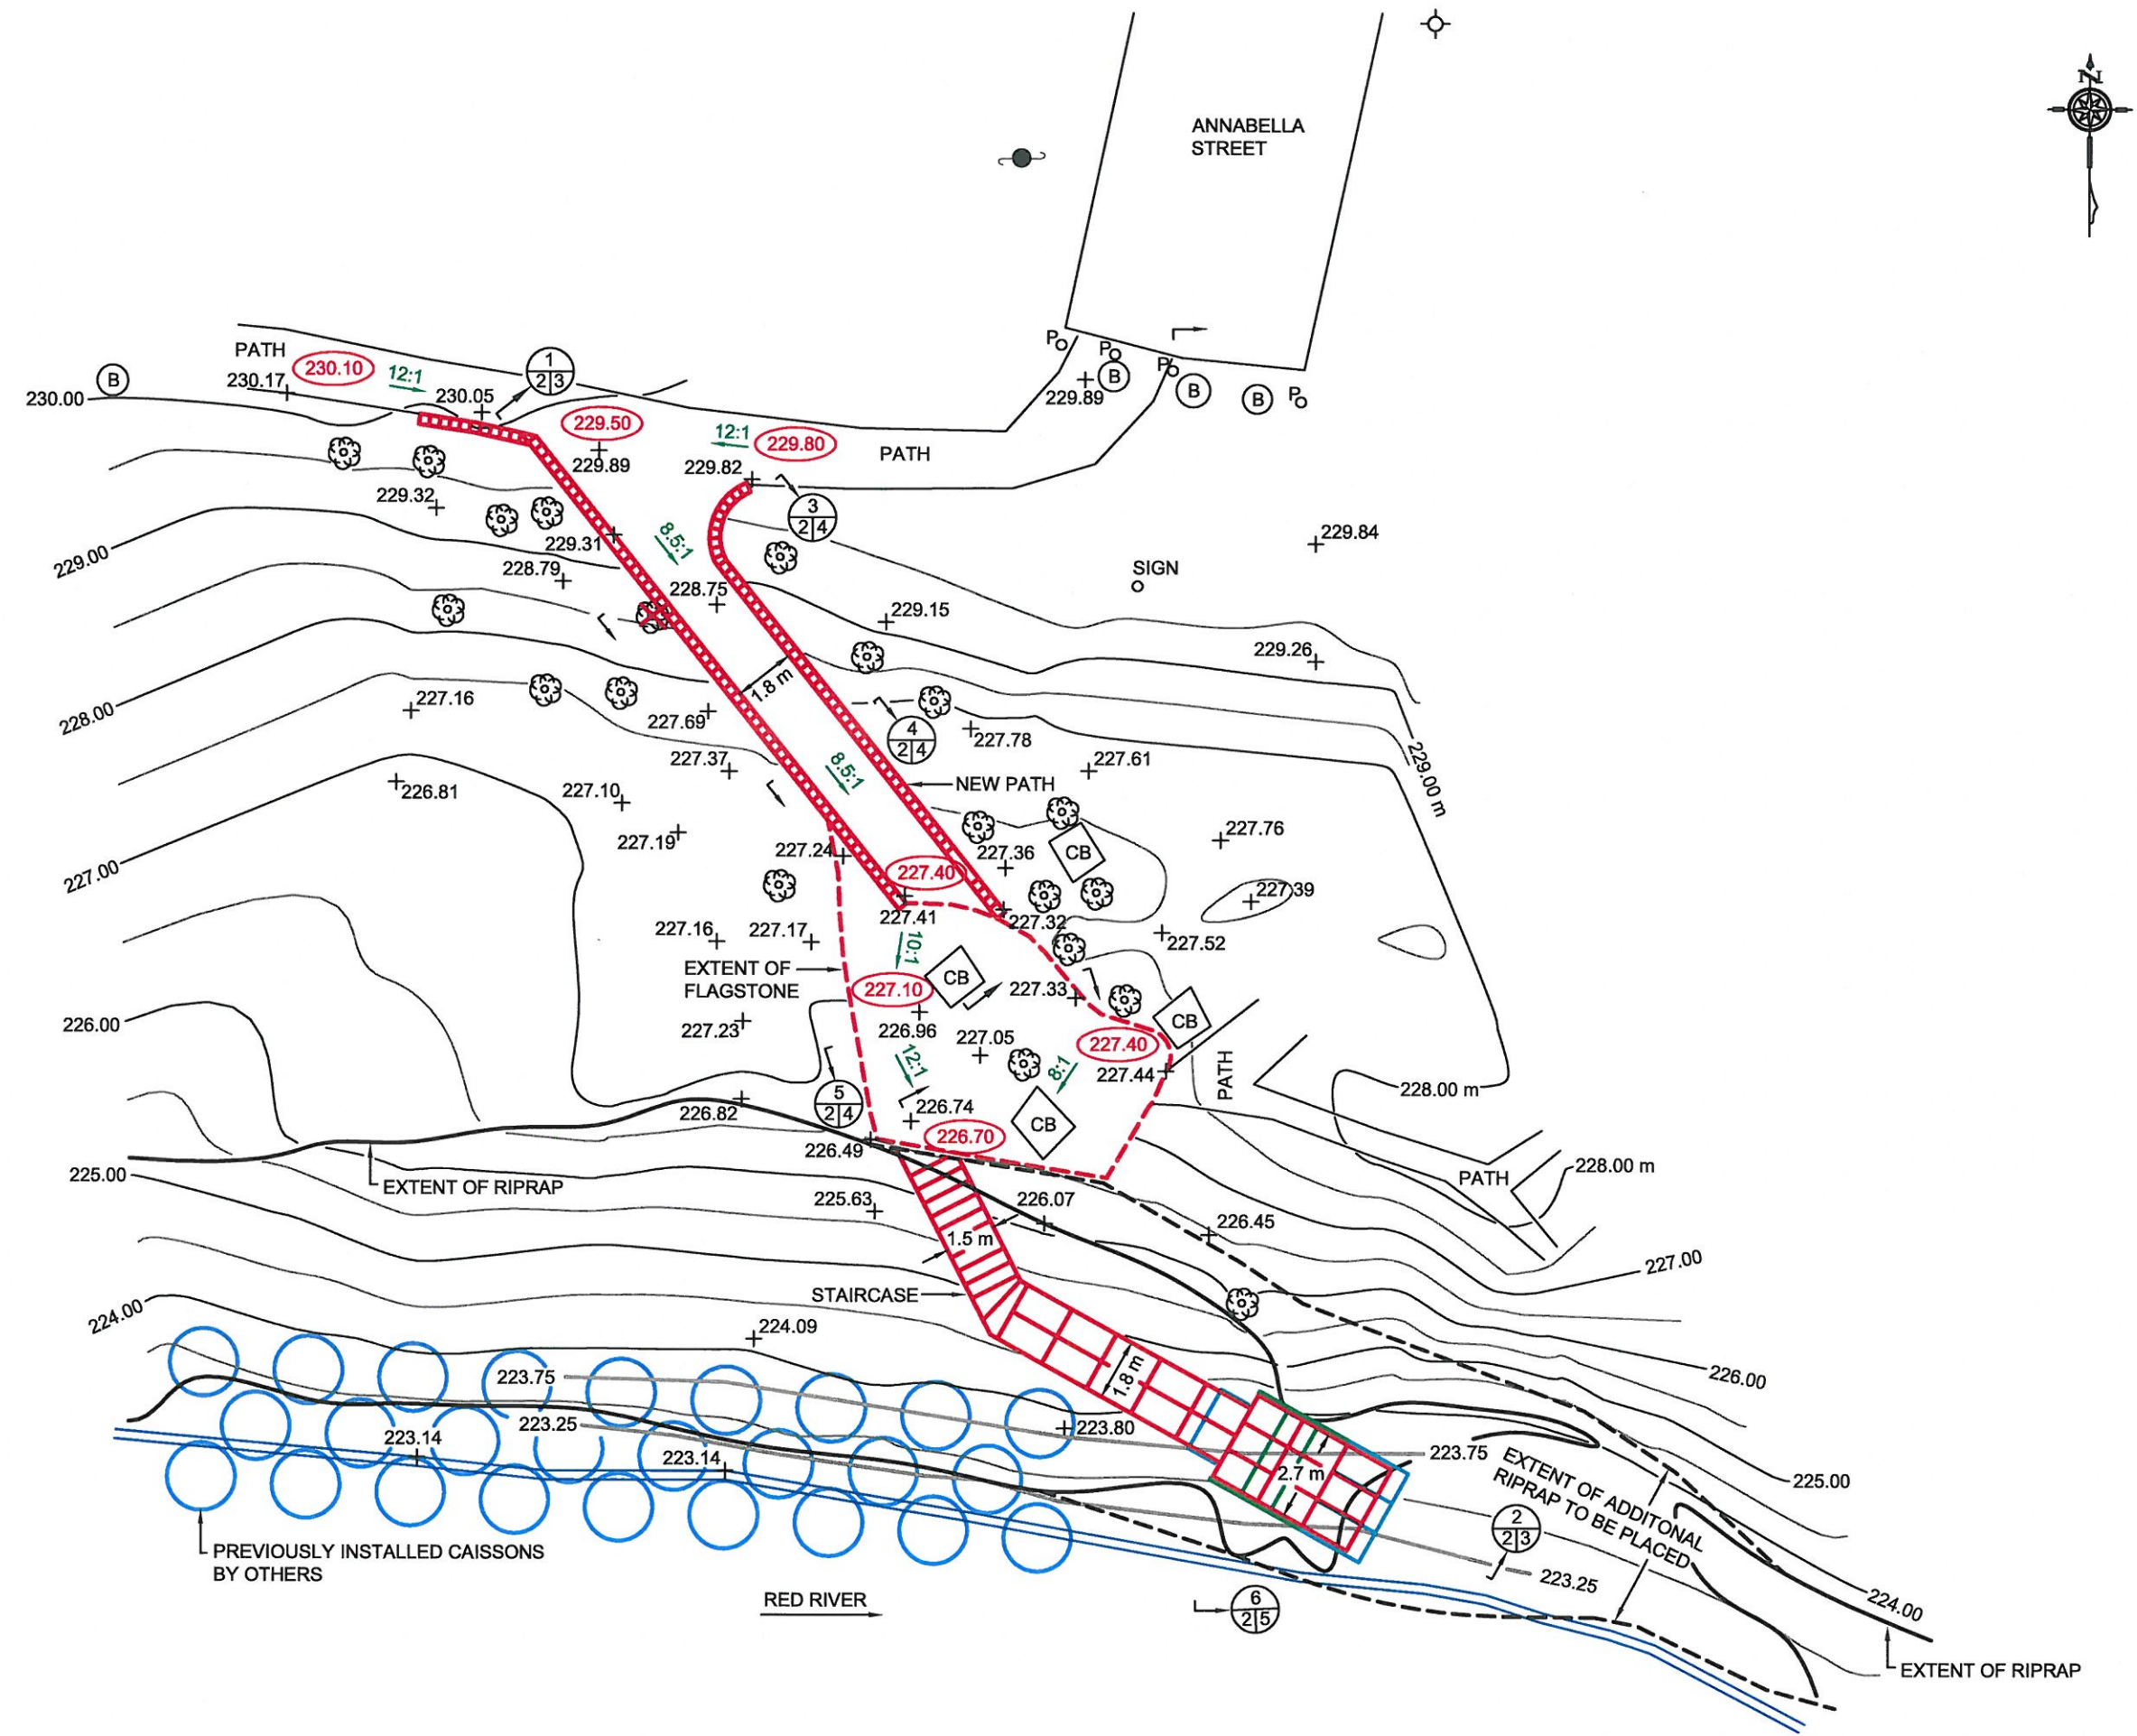 N
ANNABELLA
STREET
PATH
230.10
12:1
1
2 3
P
P
P
P
B
B
B
B
230.17
230.05
229.89
230.00
229.50
12:1
229.80
229.89
229.82
PATH
229.32
3
2 4
229.31
8.5:1
229.84
229.00
228.79
228.75
SIGN
229.15
229.26
1.8 m
228.00
227.16
227.69
4
2 4
227.78
227.37
8.5:1
227.61
229.00 m
NEW PATH
226.81
227.10
227.19
227.24
227.36
CB
227.76
227.00
227.40
227.39
227.41
227.32
227.16
227.17
10:1
227.52
EXTENT OF
FLAGSTONE
CB
227.10
227.33
CB
226.00
227.23
226.96
227.05
227.40
12:1
8:1
227.44
PATH
228.00 m
5
2 4
226.82
226.74
CB
226.70
226.49
225.00
EXTENT OF RIPRAP
PATH
228.00 m
225.63
226.07
226.45
1.5 m
227.00
STAIRCASE
224.00
224.09
226.00
223.75
1.8 m
223.25
223.80
223.14
223.14
223.75
2.7 m
225.00
EXTENT OF ADDITONAL
RIPRAP TO BE PLACED
2
2 3
PREVIOUSLY INSTALLED CAISSONS
BY OTHERS
223.25
RED RIVER
6
2 5
224.00
EXTENT OF RIPRAP